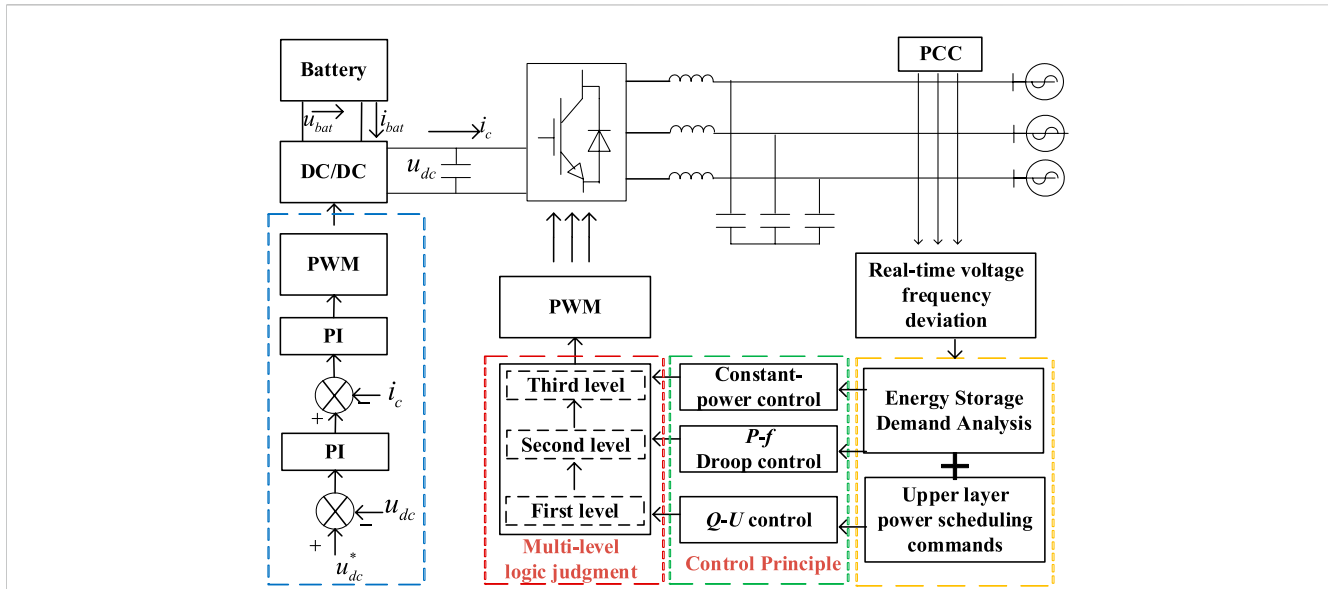 Battery
PCC
u_bat
i_bat
i_c
DC/DC
u_dc
PWM
PWM
Real-time voltage
frequency
deviation
PI
+
-
i_c
PI
+
-
u_dc
u*_dc
Third level
Second level
First level
Multi-level
logic judgment
Constant-
power control
P-f
Droop control
Q-U control
Control Principle
Energy Storage
Demand Analysis
+
Upper layer
power scheduling
commands